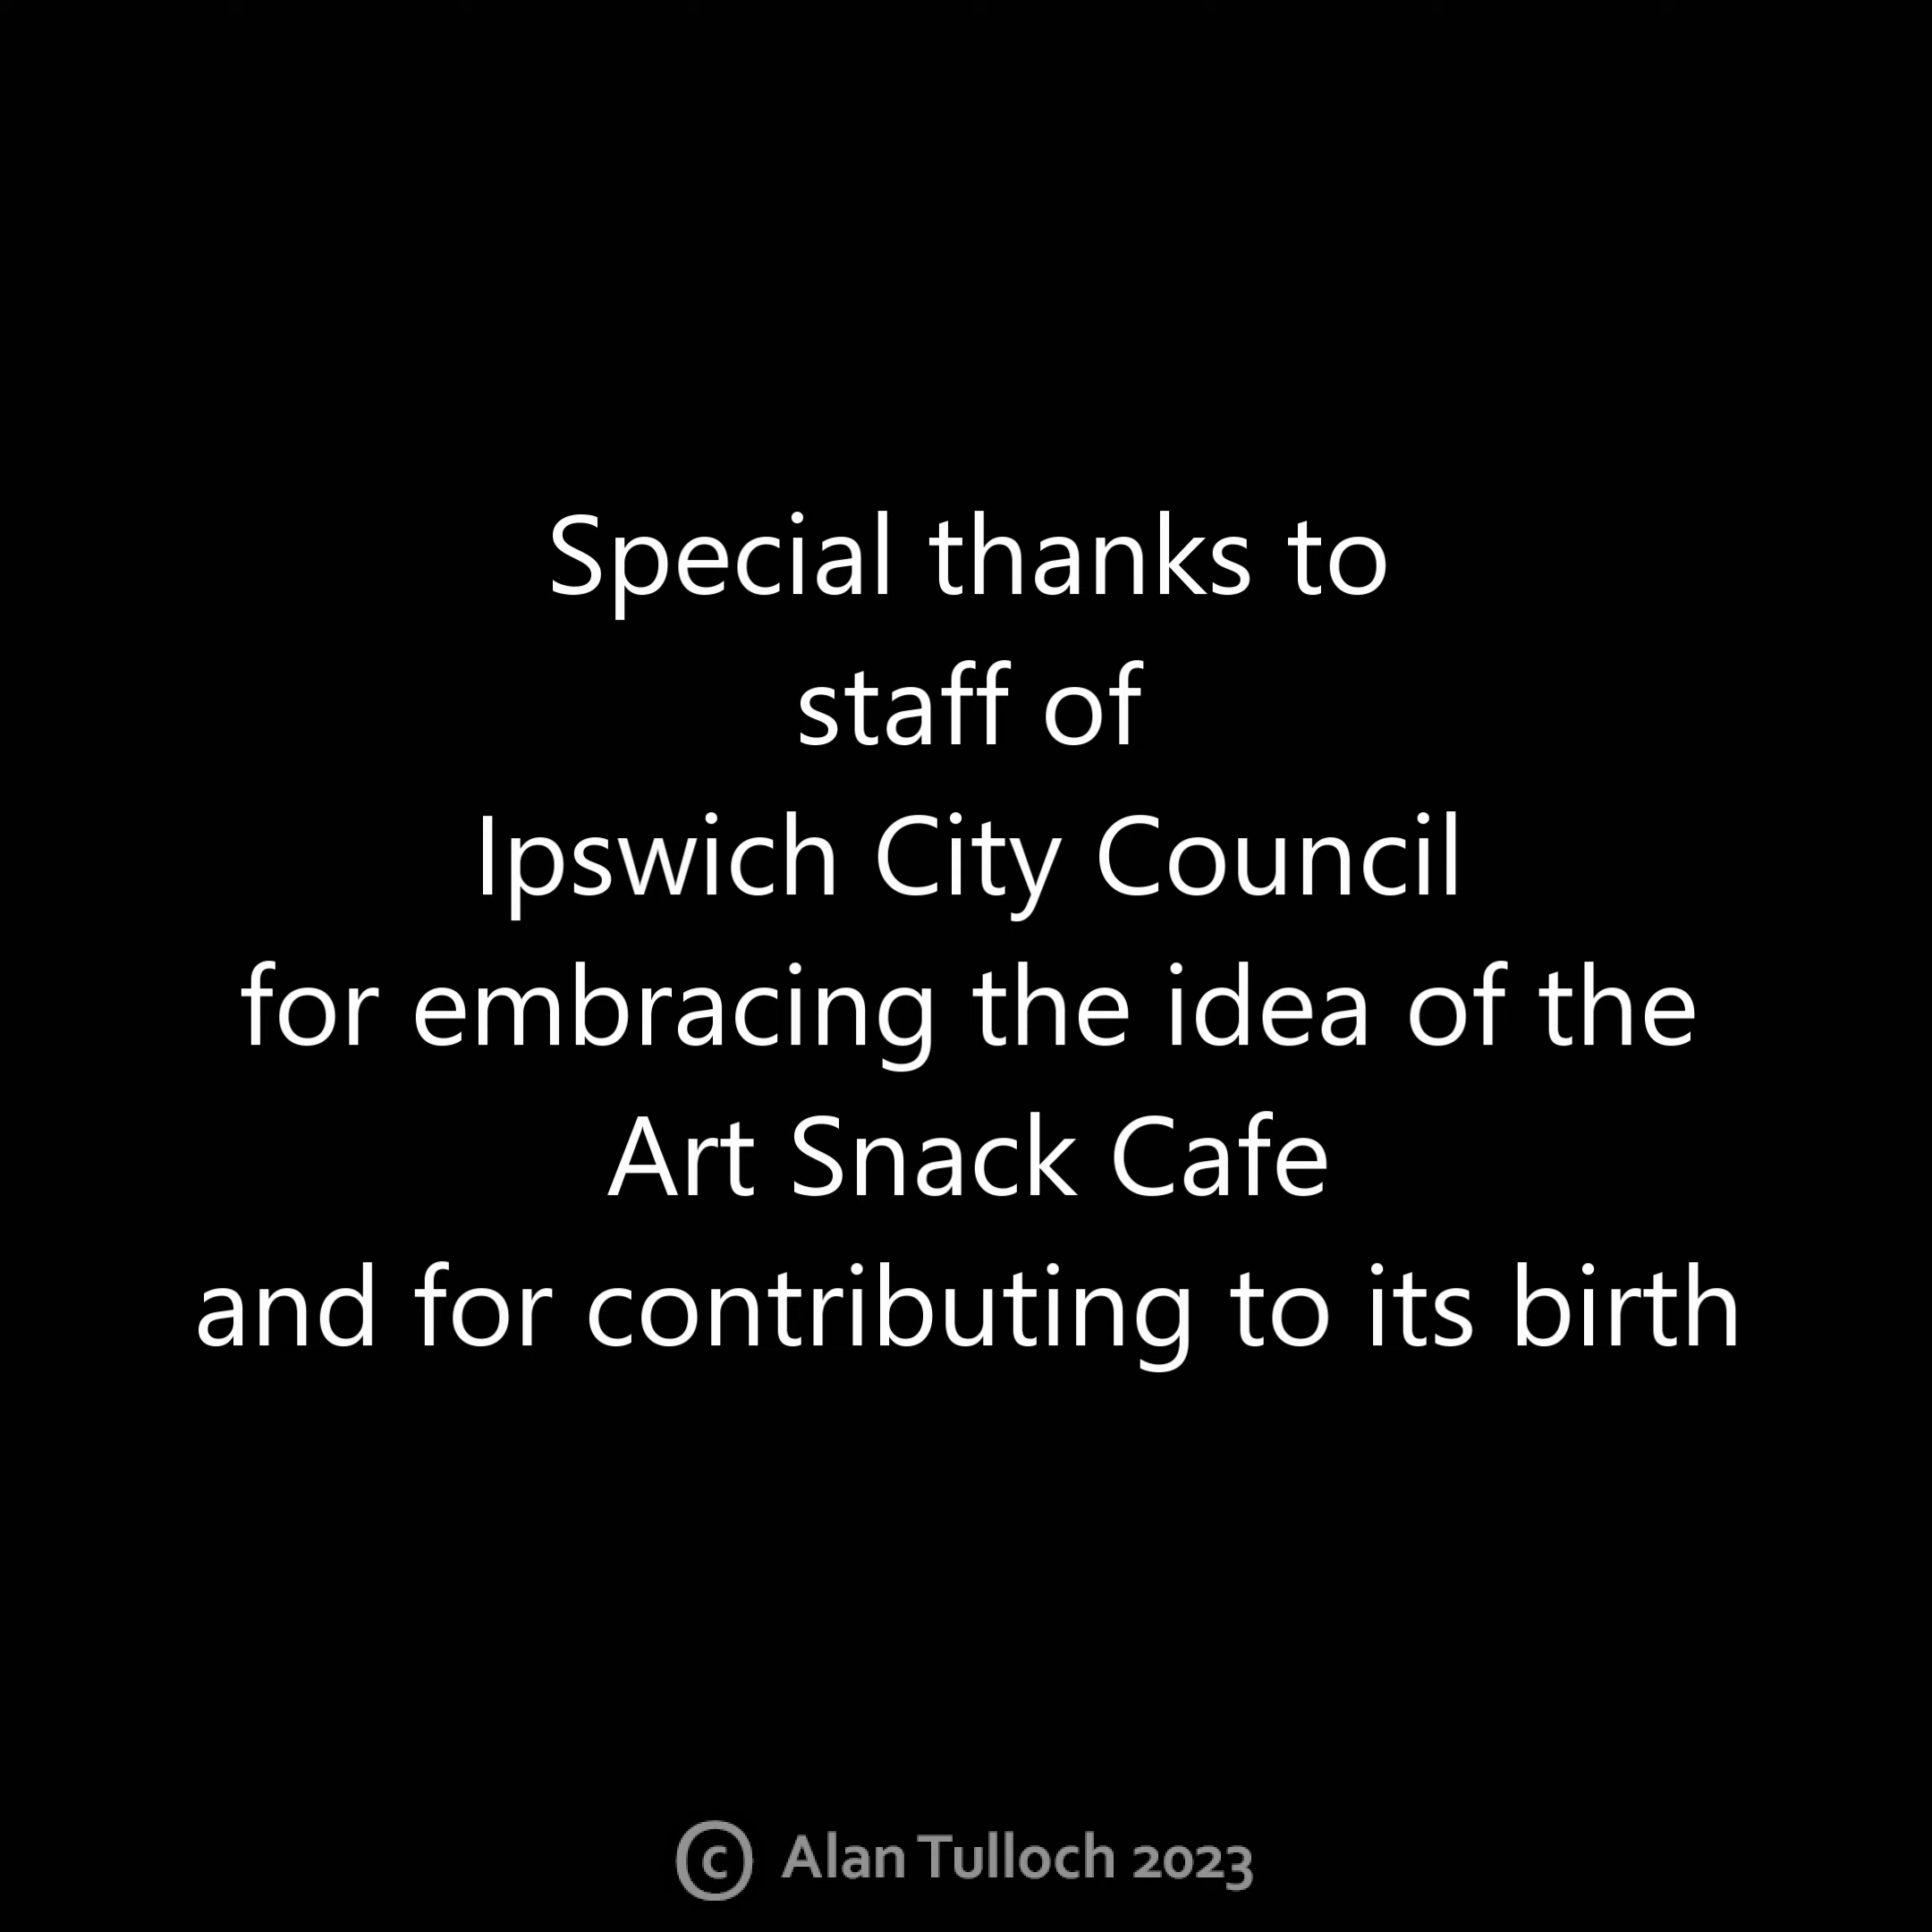 Special thanks to
staff of
Ipswich City Council
for embracing the idea of the
Art Snack Cafe
and for contributing to its birth
© Alan Tulloch 2023